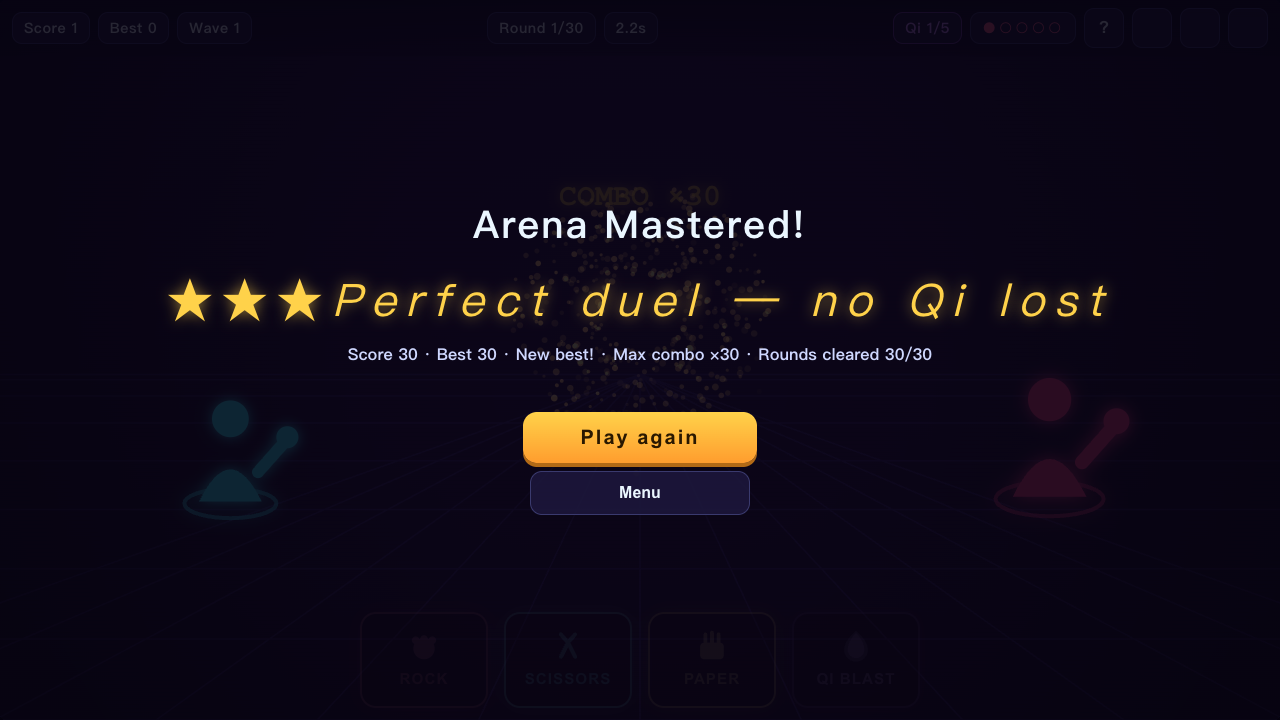 Score 1 Best 0 Wave 1 Round 1/30 2.2s Qi 1/5 ?
COMBO ×30
Arena Mastered!
★★★Perfect duel — no Qi lost
Score 30 · Best 30 · New best! · Max combo ×30 · Rounds cleared 30/30
Play again
Menu
ROCK SCISSORS PAPER QI BLAST